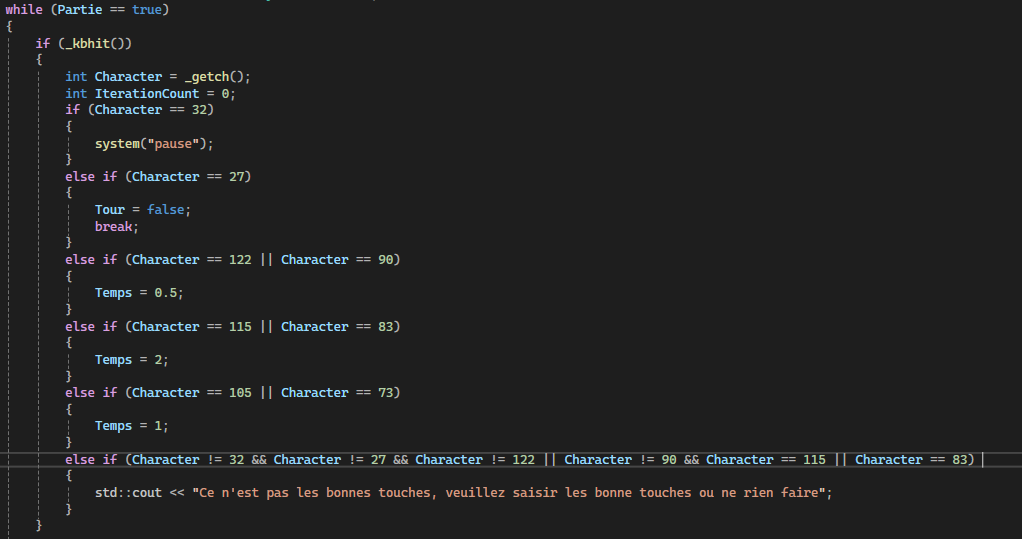 while (Partie == true)
{
if (_kbhit())
{
int Character = _getch();
int IterationCount = 0;
if (Character == 32)
{
system("pause");
}
else if (Character == 27)
{
Tour = false;
break;
}
else if (Character == 122 || Character == 90)
{
Temps = 0.5;
}
else if (Character == 115 || Character == 83)
{
Temps = 2;
}
else if (Character == 105 || Character == 73)
{
Temps = 1;
}
else if (Character != 32 && Character != 27 && Character != 122 || Character != 90 && Character == 115 || Character == 83)
{
std::cout << "Ce n'est pas les bonnes touches, veuillez saisir les bonne touches ou ne rien faire";
}
}